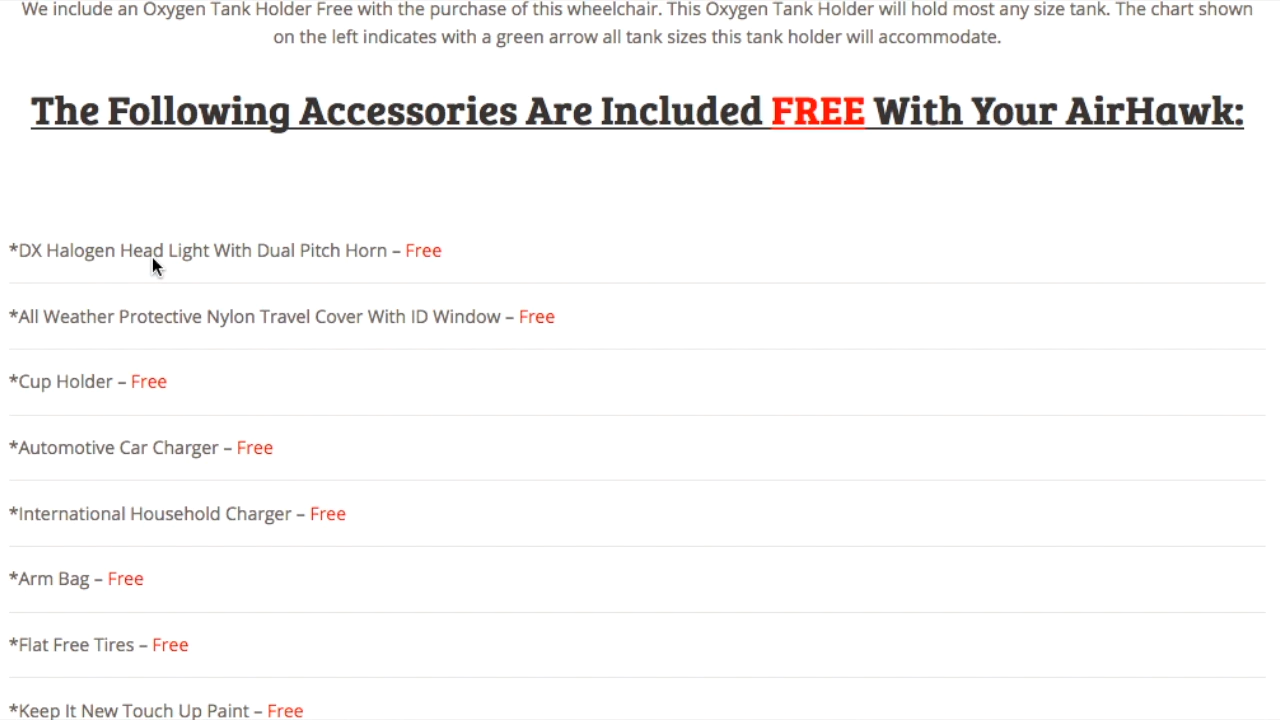 We include an Oxygen Tank Holder Free with the purchase of this wheelchair. This Oxygen Tank Holder will hold most any size tank. The chart shown
on the left indicates with a green arrow all tank sizes this tank holder will accommodate.
The Following Accessories Are Included FREE With Your AirHawk:
*DX Halogen Head Light With Dual Pitch Horn – Free
*All Weather Protective Nylon Travel Cover With ID Window – Free
*Cup Holder – Free
*Automotive Car Charger – Free
*International Household Charger – Free
*Arm Bag – Free
*Flat Free Tires – Free
*Keep It New Touch Up Paint – Free